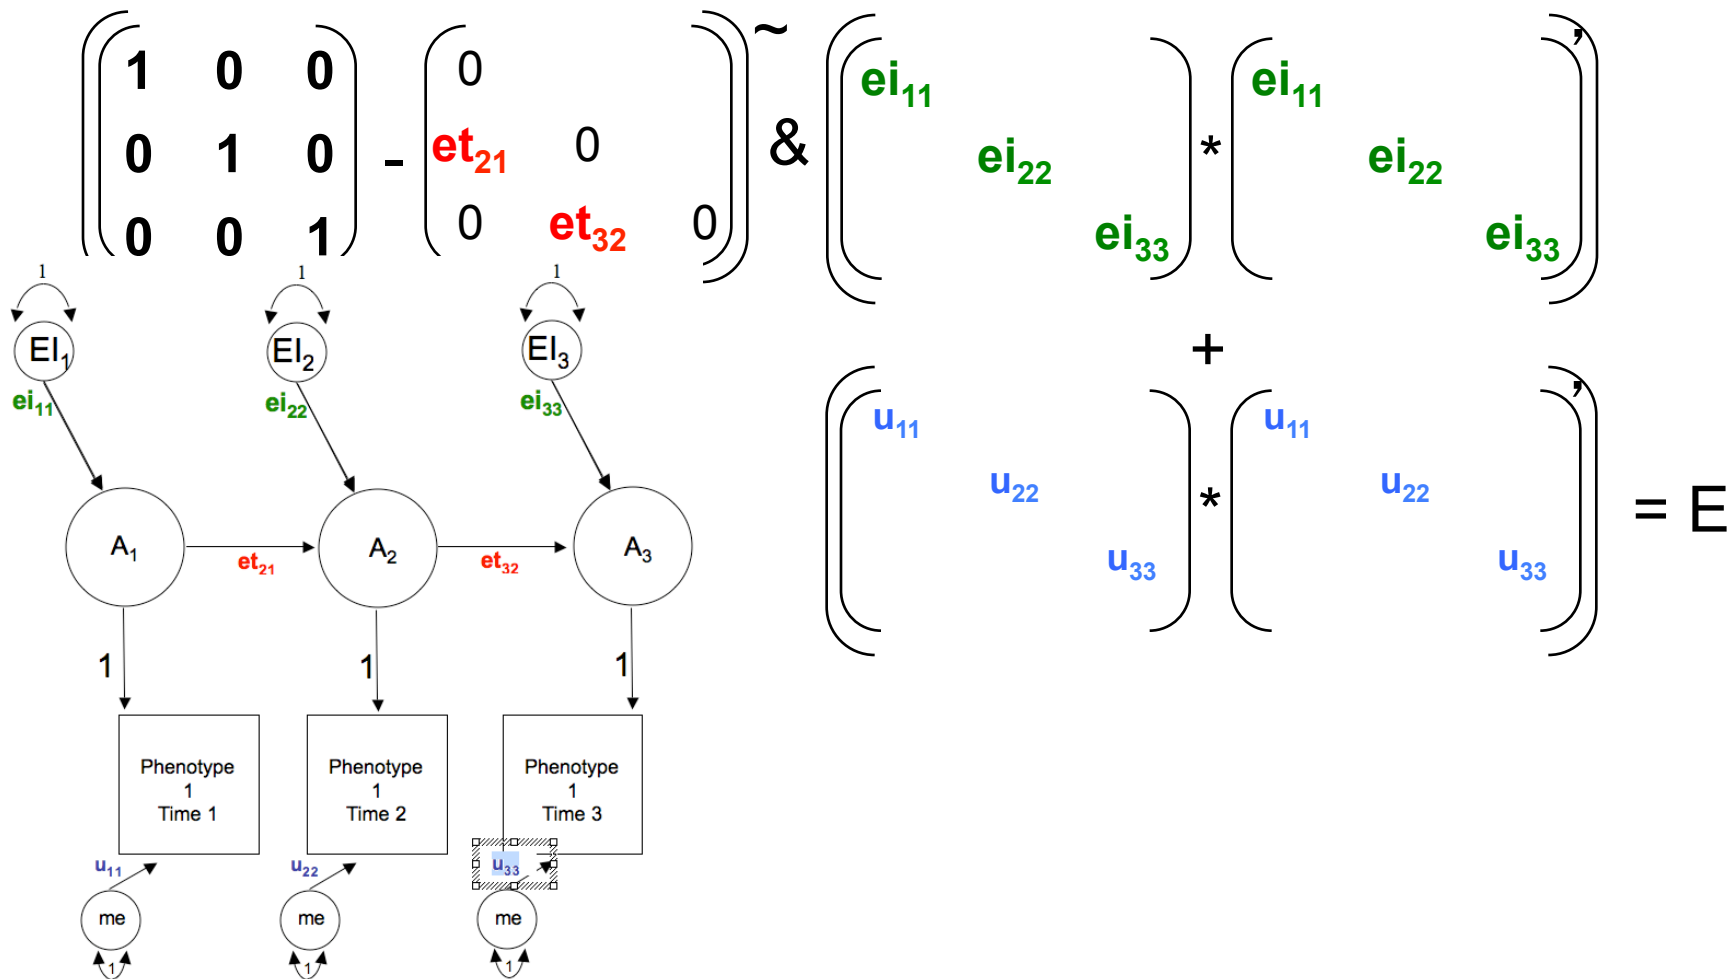 1 0 0 0 ~ ei11 ei11 '
0 1 0 - et21 0 & ei22 * ei22
0 0 1 0 et32 0 ei33 ei33
1 1 1
EI1 EI2 EI3 +
ei11 ei22 ei33
u11 u11 '
u22 * u22 = E
A1 A2 A3
et21 et32
u33 u33
1 1 1
Phenotype Phenotype Phenotype
1 1 1
Time 1 Time 2 Time 3
u11 u22 u33
me me me
1 1 1